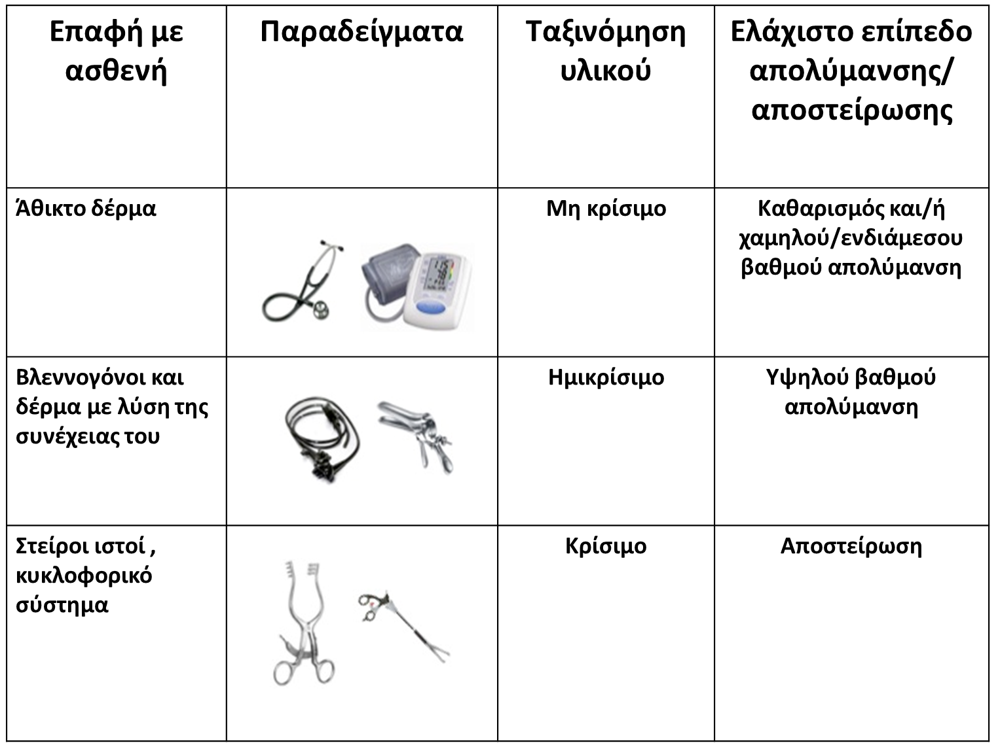 Επαφή με
ασθενή
Παραδείγματα
Ταξινόμηση
υλικού
Ελάχιστο επίπεδο
απολύμανσης/
αποστείρωσης
Άθικτο δέρμα
Μη κρίσιμο
Καθαρισμός και/ή
χαμηλού/ενδιάμεσου
βαθμού απολύμανση
Βλεννογόνοι και
δέρμα με λύση της
συνέχειας του
Ημικρίσιμο
Υψηλού βαθμού
απολύμανση
Στείροι ιστοί ,
κυκλοφορικό
σύστημα
Κρίσιμο
Αποστείρωση